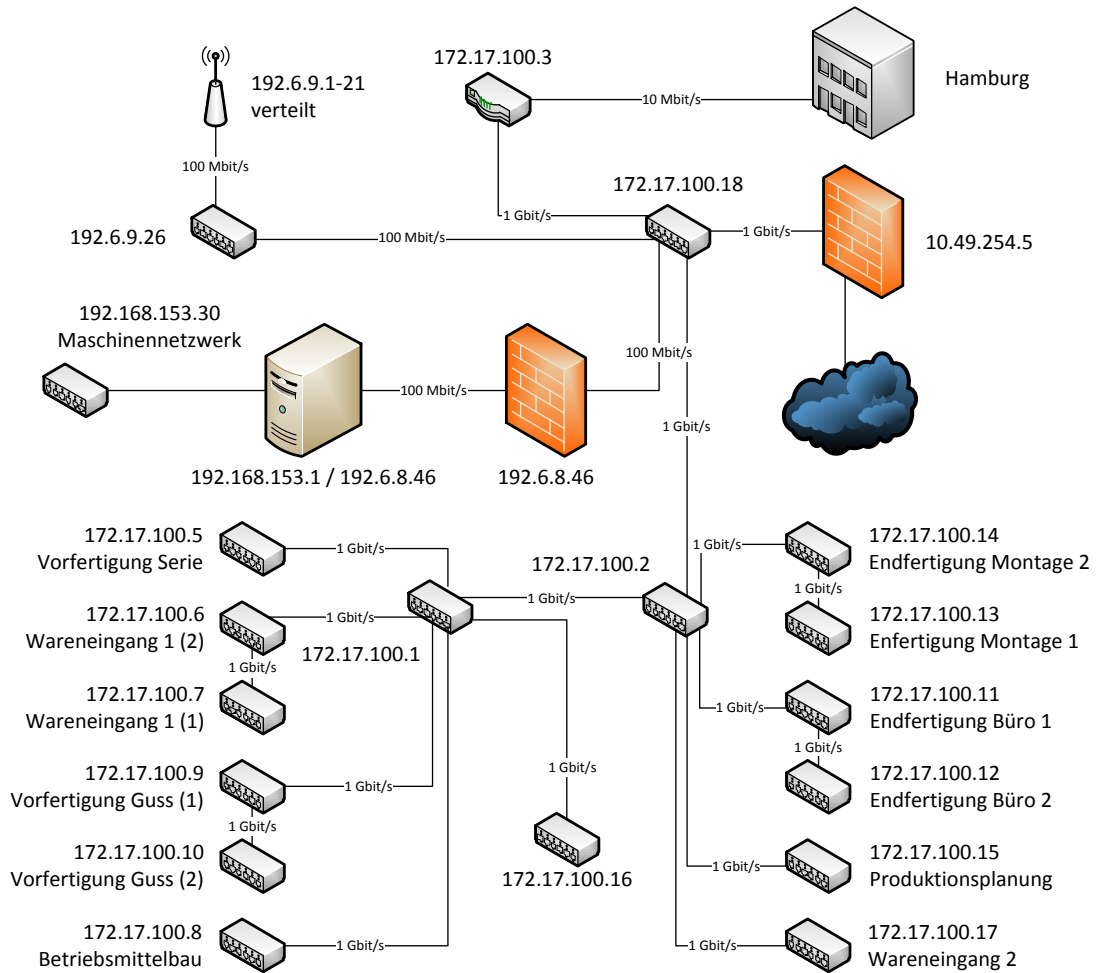 172.17.100.3
192.6.9.1-21
verteilt
10 Mbit/s
Hamburg
100 Mbit/s
172.17.100.18
1 Gbit/s
1 Gbit/s
192.6.9.26
100 Mbit/s
10.49.254.5
192.168.153.30
Maschinennetzwerk
100 Mbit/s
100 Mbit/s
1 Gbit/s
192.168.153.1 / 192.6.8.46
192.6.8.46
172.17.100.5
Vorfertigung Serie
1 Gbit/s
172.17.100.6
Wareneingang 1 (2)
1 Gbit/s
1 Gbit/s
172.17.100.1
172.17.100.7
Wareneingang 1 (1)
172.17.100.9
Vorfertigung Guss (1)
1 Gbit/s
1 Gbit/s
172.17.100.10
Vorfertigung Guss (2)
172.17.100.8
Betriebsmittelbau
1 Gbit/s
172.17.100.2
1 Gbit/s
1 Gbit/s
172.17.100.16
1 Gbit/s
172.17.100.14
Endfertigung Montage 2
1 Gbit/s
172.17.100.13
Enfertigung Montage 1
1 Gbit/s
172.17.100.11
Endfertigung Büro 1
1 Gbit/s
172.17.100.12
Endfertigung Büro 2
1 Gbit/s
172.17.100.15
Produktionsplanung
1 Gbit/s
172.17.100.17
Wareneingang 2